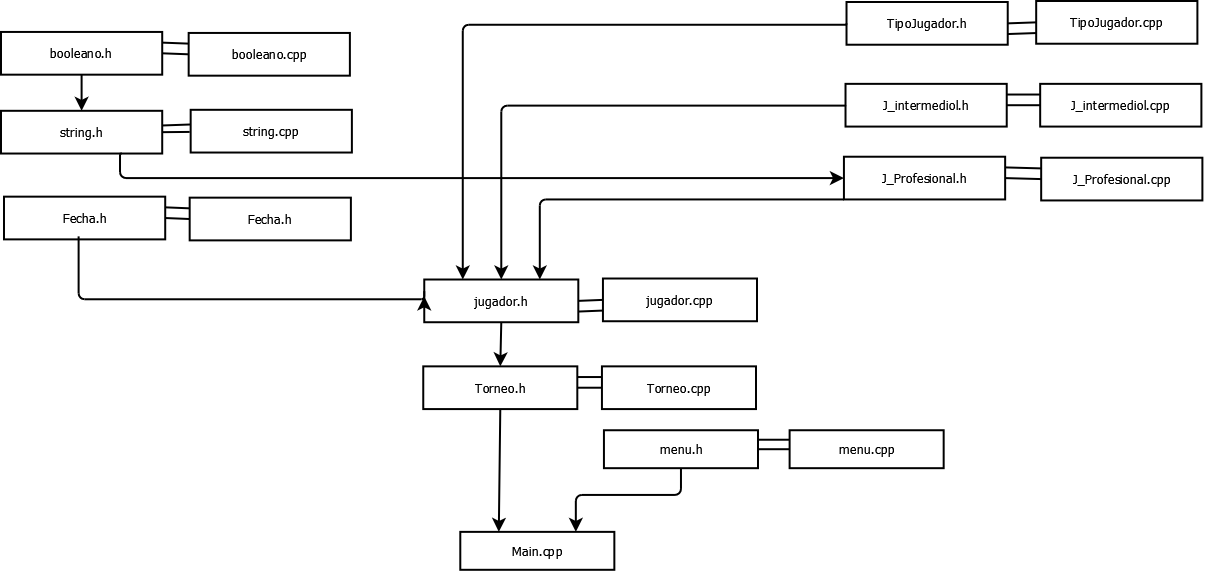 TipoJugador.h
TipoJugador.cpp
booleano.h
booleano.cpp
J_intermediol.h
J_intermediol.cpp
string.h
string.cpp
J_Profesional.h
J_Profesional.cpp
Fecha.h
Fecha.h
jugador.h
jugador.cpp
Torneo.h
Torneo.cpp
menu.h
menu.cpp
Main.cpp